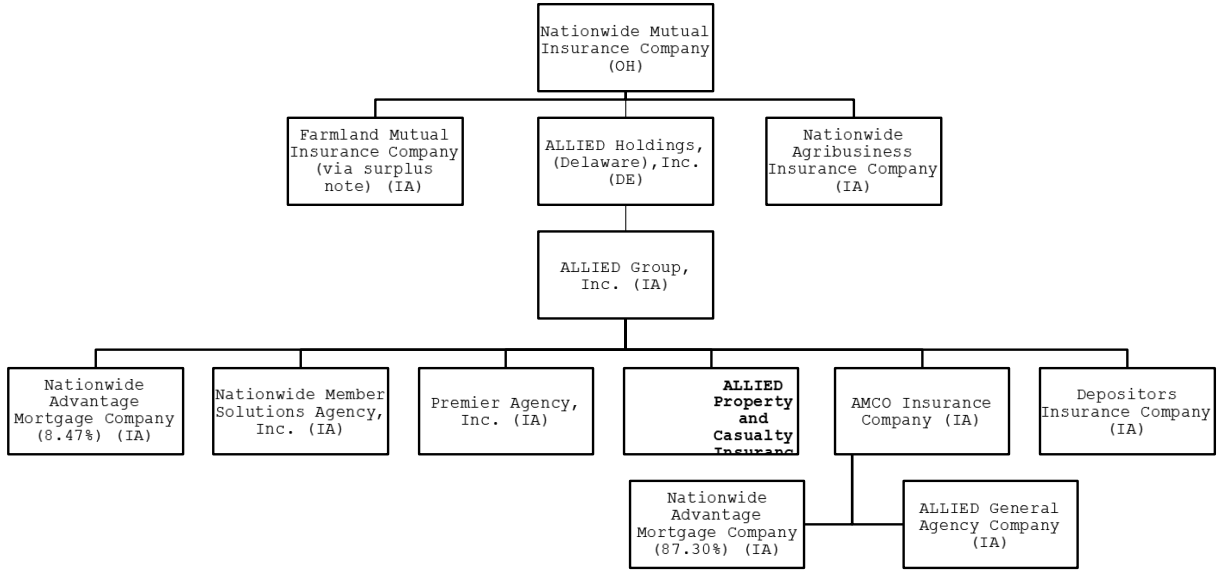 Nationwide Mutual
Insurance Company
(OH)
Farmland Mutual
Insurance Company
(via surplus
note) (IA)
ALLIED Holdings,
(Delaware),Inc.
(DE)
Nationwide
Agribusiness
Insurance Company
(IA)
ALLIED Group,
Inc. (IA)
Nationwide
Advantage
Mortgage Company
(8.47%) (IA)
Nationwide Member
Solutions Agency,
Inc. (IA)
Premier Agency,
Inc. (IA)
ALLIED
Property
and
Casualty
AMCO Insurance
Company (IA)
Depositors
Insurance Company
(IA)
Nationwide
Advantage
Mortgage Company
(87.30%) (IA)
ALLIED General
Agency Company
(IA)